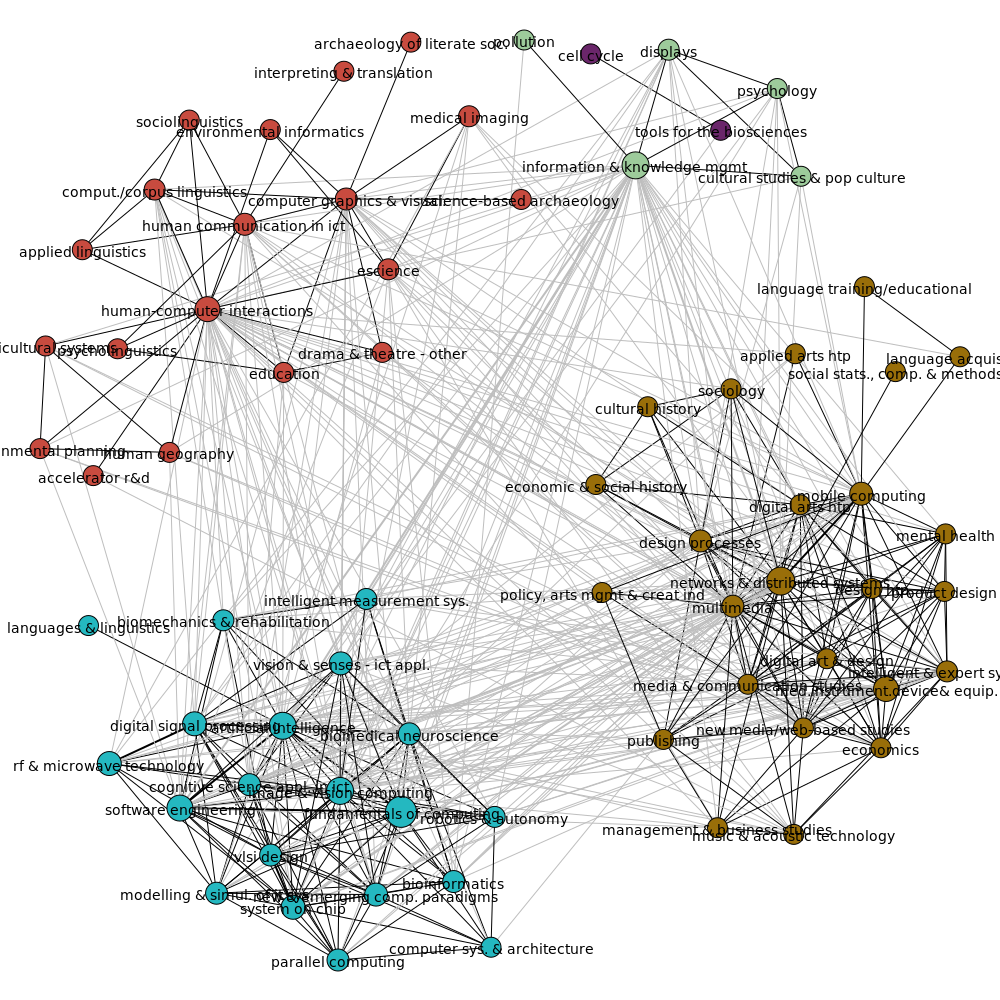 archaeology of literate soc.
pollution
cell cycle
displays
interpreting & translation
psychology
sociolinguistics
environmental informatics
medical imaging
tools for the biosciences
information & knowledge mgmt
cultural studies & pop culture
comput./corpus linguistics
computer graphics & visual
science-based archaeology
human communication in ict
applied linguistics
escience
language training/educational
human-computer interactions
icultural systems
psycholinguistics
drama & theatre - other
education
applied arts htp
language acquis
social stats., comp. & methods
sociology
cultural history
nmental planning
human geography
accelerator r&d
economic & social history
mobile computing
digital arts htp
mental health
design processes
networks & distributed systems
design htp
product design
policy, arts mgmt & creat ind
multimedia
intelligent measurement sys.
languages & linguistics
biomechanics & rehabilitation
vision & senses - ict appl.
digital art & design
intelligent & expert sy
media & communication studies
med.instrument.device& equip.
digital signal processing
artificial intelligence
biomedical neuroscience
new media/web-based studies
publishing
economics
rf & microwave technology
cognitive science appl. in ict
image & vision computing
software engineering
fundamentals of computing
robotics & autonomy
management & business studies
music & acoustic technology
vlsi design
bioinformatics
modelling & simul. of
new & emerging comp. paradigms
system on chip
computer sys. & architecture
parallel computing